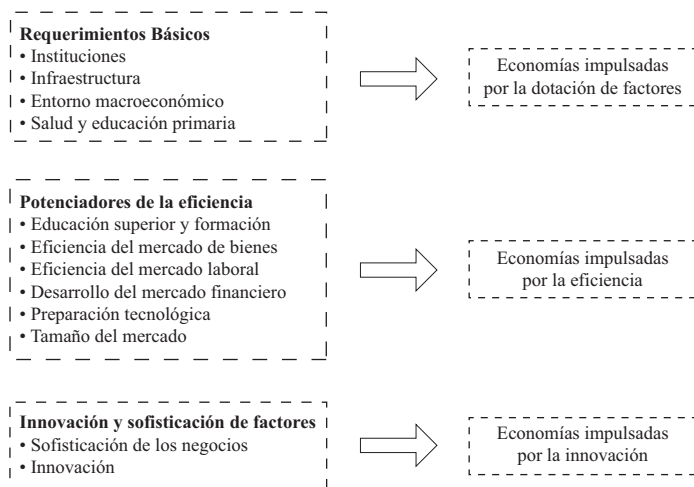 Requerimientos Básicos
• Instituciones
• Infraestructura
• Entorno macroeconómico
• Salud y educación primaria
Economías impulsadas
por la dotación de factores
Potenciadores de la eficiencia
• Educación superior y formación
• Eficiencia del mercado de bienes
• Eficiencia del mercado laboral
• Desarrollo del mercado financiero
• Preparación tecnológica
• Tamaño del mercado
Economías impulsadas
por la eficiencia
Innovación y sofisticación de factores
• Sofisticación de los negocios
• Innovación
Economías impulsadas
por la innovación